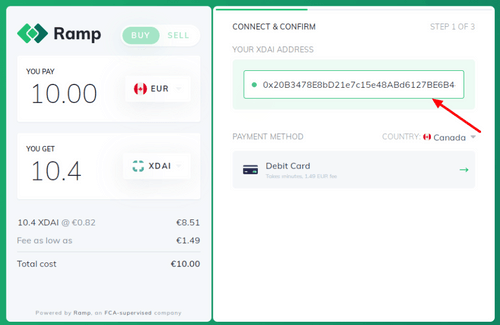 Ramp
BUY
SELL
YOU PAY
10.00
EUR
YOU GET
10.4
XDAI
10.4 XDAI @ €0.82
€8.51
Fee as low as
€1.49
Total cost
€10.00
Powered by Ramp, an FCA-supervised company
CONNECT & CONFIRM
STEP 1 OF 3
YOUR XDAI ADDRESS
0x20B3478E8bD21e7c15e48ABd6127BE6B4
PAYMENT METHOD
COUNTRY:
Canada
Debit Card
Takes minutes, 1.49 EUR fee